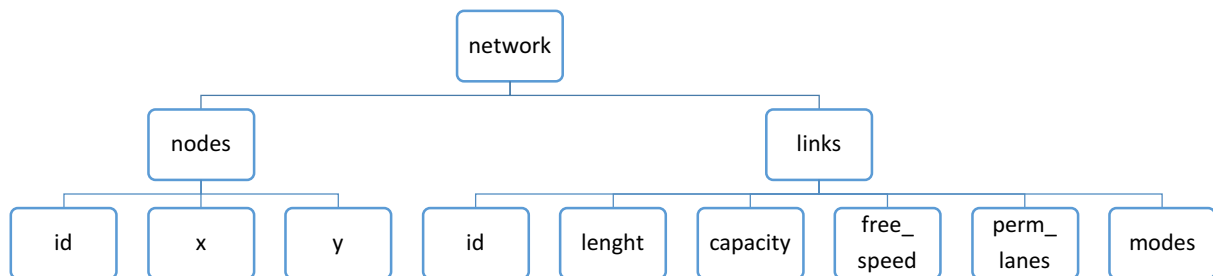 network
nodes
links
id
x
y
id
lenght
capacity
free_
speed
perm_
lanes
modes